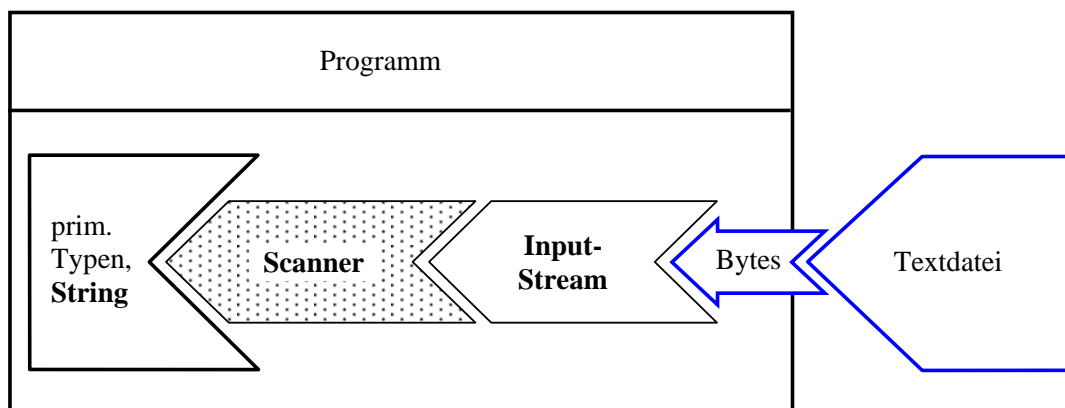 Programm
prim.
Typen,
String
Scanner
Input-
Stream
Bytes
Textdatei